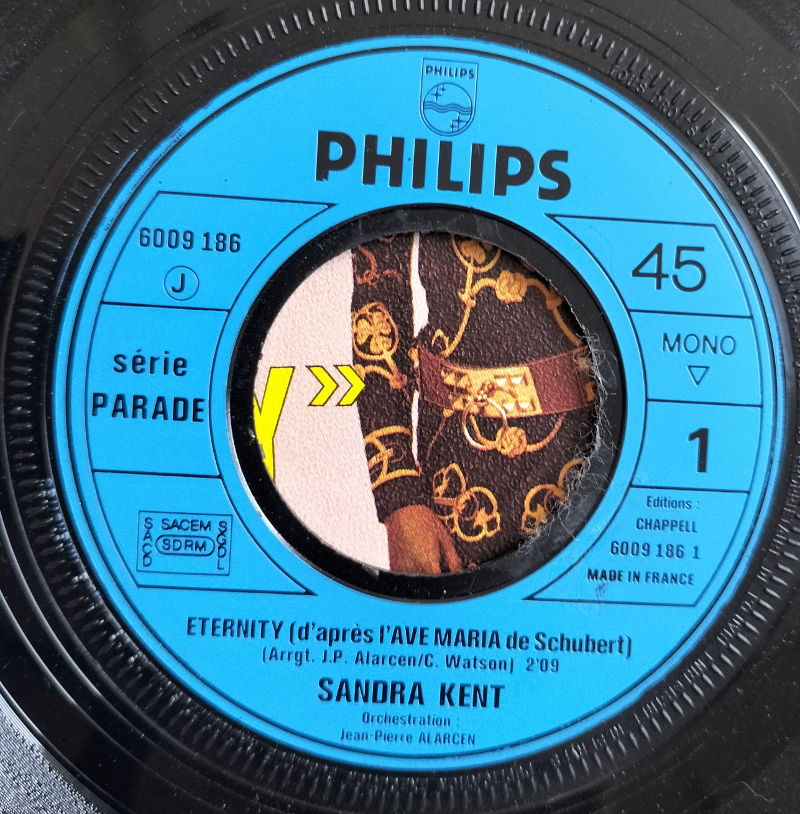 PHILIPS
PHILIPS
6009 186
J
série
PARADE
SACEM
SACD
SDRM
SGDL
45
MONO
1
Editions :
CHAPPELL
6009 186 1
MADE IN FRANCE
ETERNITY (d'après l'AVE MARIA de Schubert)
(Arrgt. J.P. Alarcen/C. Watson) 2'09
SANDRA KENT
Orchestration :
Jean-Pierre ALARCEN